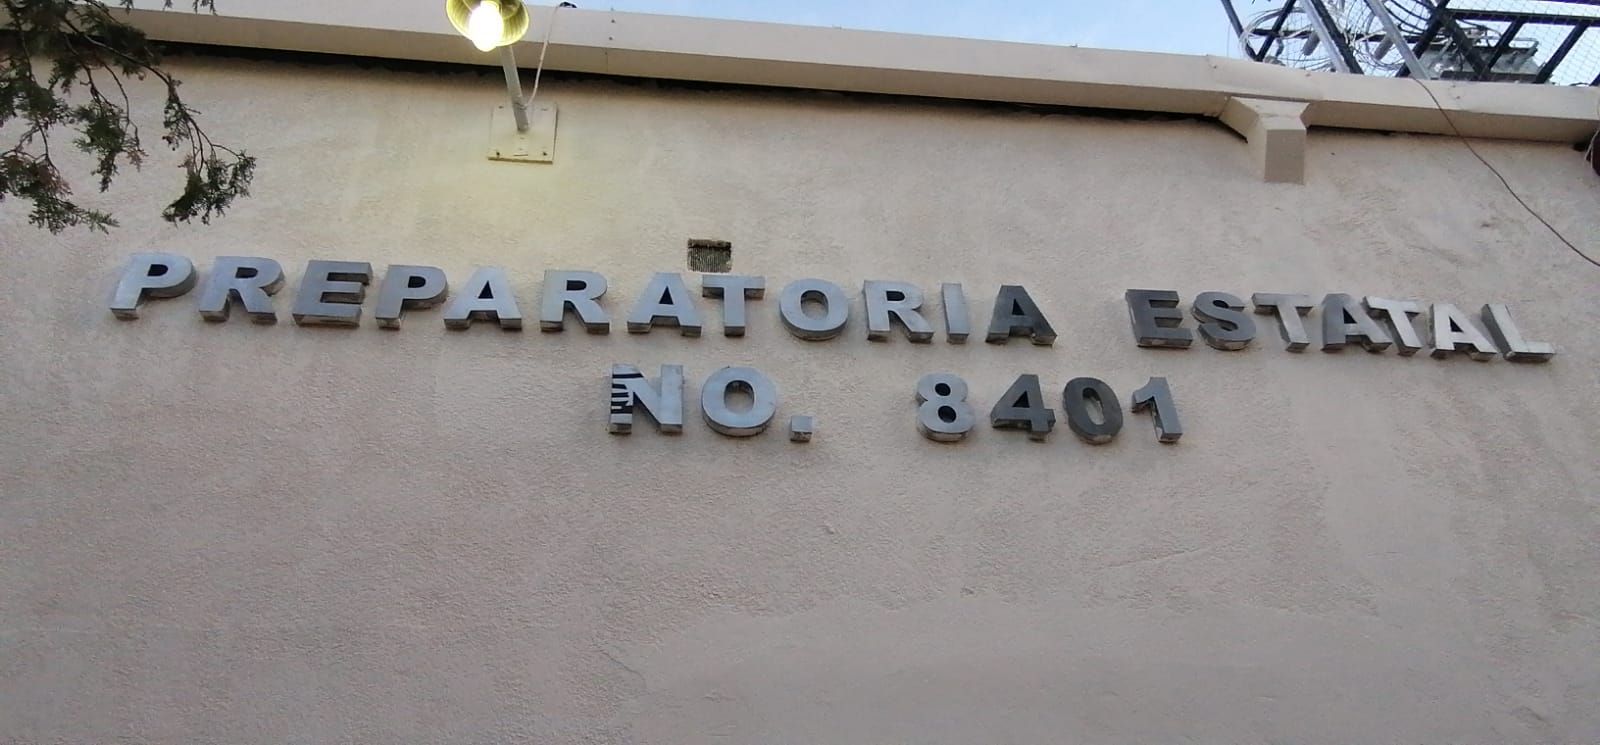 PREPARATORIA ESTATAL
NO. 8401